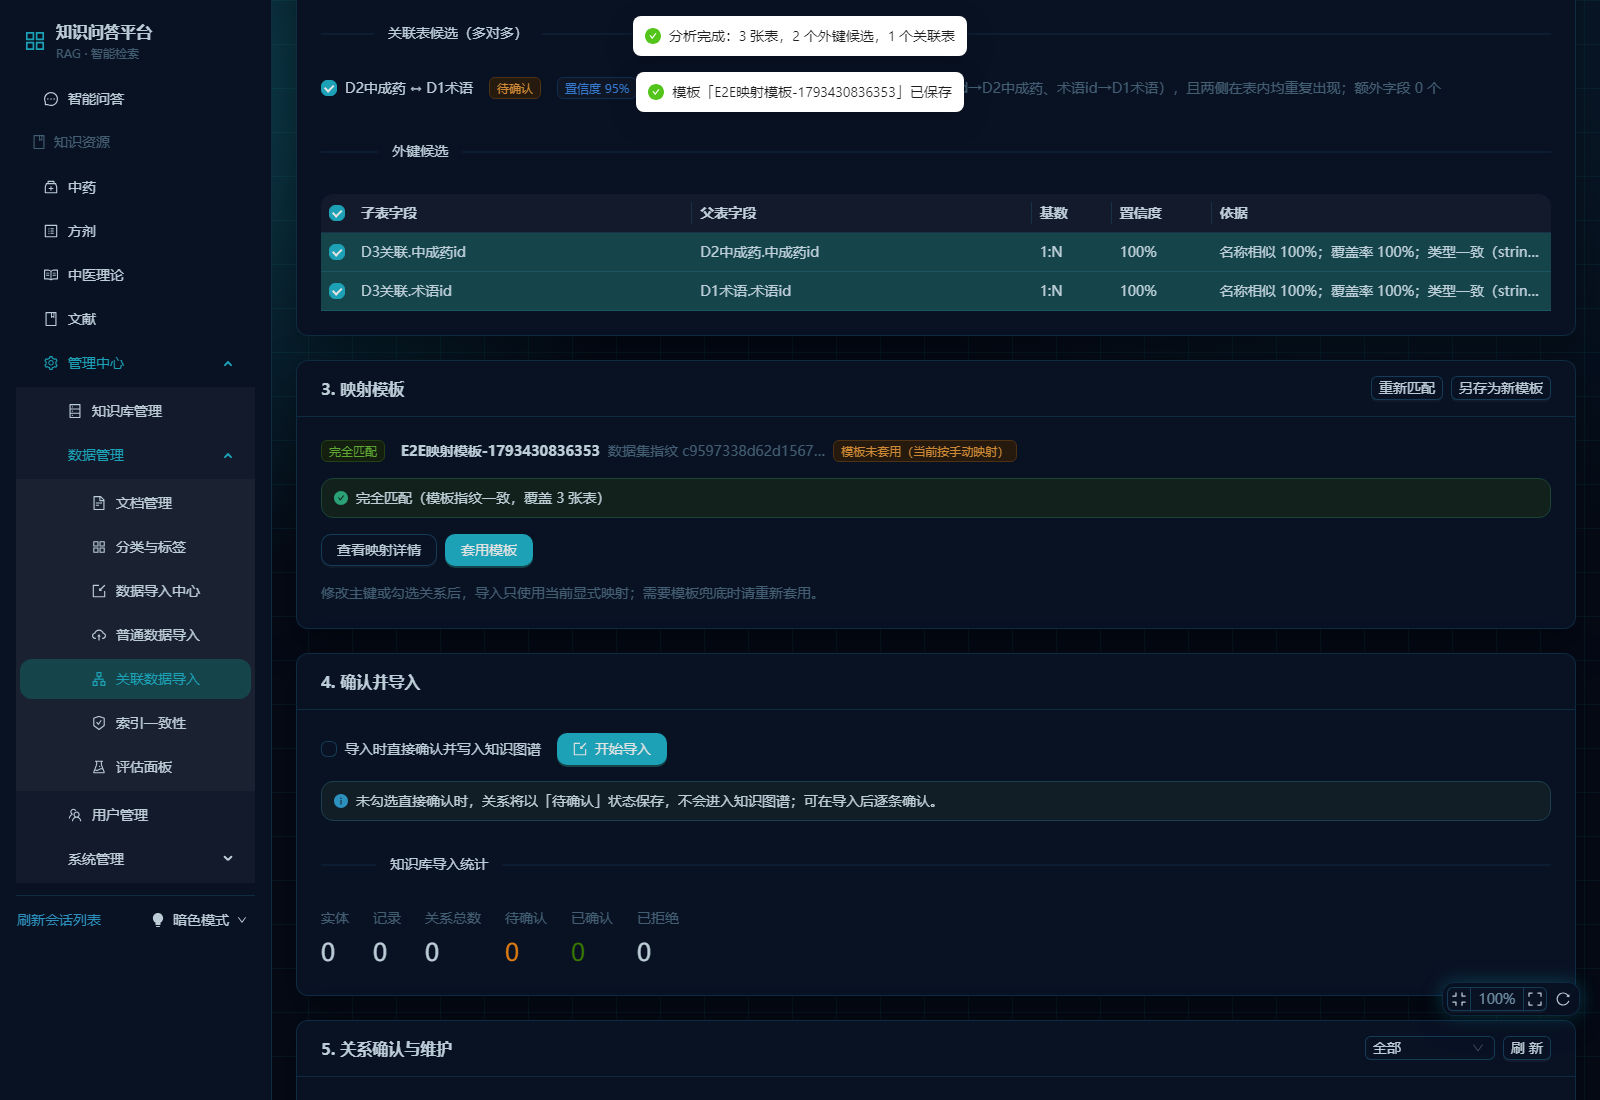 知识问答平台
RAG · 智能检索
智能问答
知识资源
中药
方剂
中医理论
文献
管理中心
知识库管理
数据管理
文档管理
分类与标签
数据导入中心
普通数据导入
关联数据导入
索引一致性
评估面板
用户管理
系统管理
刷新会话列表
暗色模式
分析完成：3 张表，2 个外键候选，1 个关联表
模板「E2E映射模板-1793430836353」已保存
关联表候选（多对多）
D2中成药 ↔ D1术语 待确认 置信度 95% →D2中成药、术语id→D1术语），且两侧在表内均重复出现；额外字段 0 个
外键候选
子表字段 父表字段 基数 置信度 依据
D3关联.中成药id D2中成药.中成药id 1:N 100% 名称相似 100%；覆盖率 100%；类型一致（strin...
D3关联.术语id D1术语.术语id 1:N 100% 名称相似 100%；覆盖率 100%；类型一致（strin...
3. 映射模板 重新匹配 另存为新模板
完全匹配 E2E映射模板-1793430836353 数据集指纹 c9597338d62d1567... 模板未套用（当前按手动映射）
完全匹配（模板指纹一致，覆盖 3 张表）
查看映射详情 套用模板
修改主键或勾选关系后，导入只使用当前显式映射；需要模板兜底时请重新套用。
4. 确认并导入
导入时直接确认并写入知识图谱 开始导入
未勾选直接确认时，关系将以「待确认」状态保存，不会进入知识图谱；可在导入后逐条确认。
知识库导入统计
实体 记录 关系总数 待确认 已确认 已拒绝
0 0 0 0 0 0
100%
5. 关系确认与维护 全部 刷 新